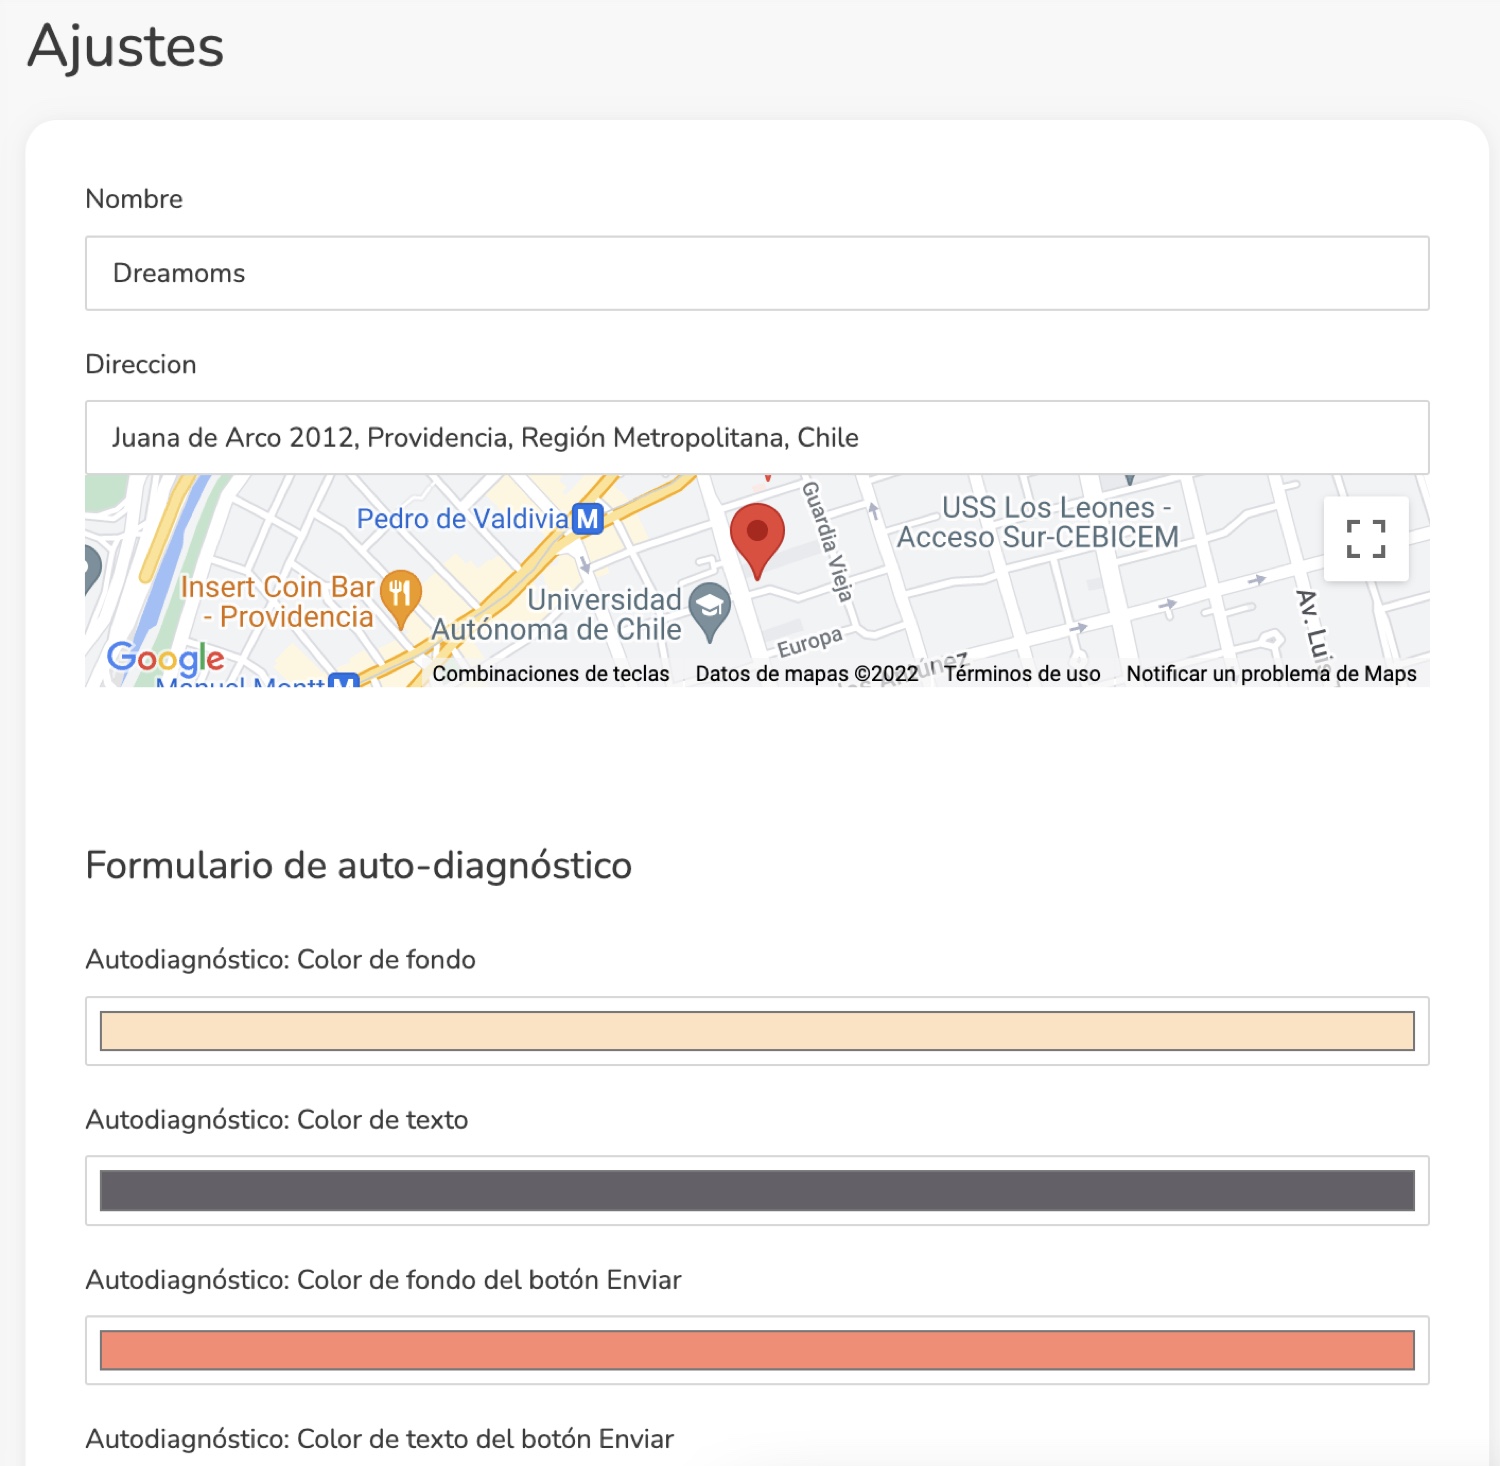 Ajustes
Nombre
Dreamoms
Direccion
Juana de Arco 2012, Providencia, Región Metropolitana, Chile
Pedro de Valdivia
M
Guardia Vieja
USS Los Leones -
Acceso Sur-CEBICEM
Insert Coin Bar
- Providencia
Universidad
Autónoma de Chile
Europa
Av. Luis
Google
Manuel Montt
M
Combinaciones de teclas
Datos de mapas ©2022
Términos de uso
Notificar un problema de Maps
Formulario de auto-diagnóstico
Autodiagnóstico: Color de fondo
Autodiagnóstico: Color de texto
Autodiagnóstico: Color de fondo del botón Enviar
Autodiagnóstico: Color de texto del botón Enviar